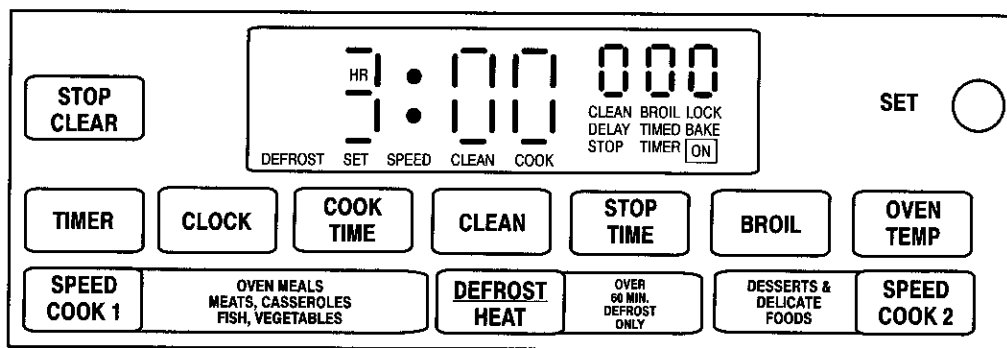 STOP
CLEAR
HR
3:00
000
CLEAN BROIL LOCK
DELAY TIMED BAKE
STOP TIMER ON
DEFROST SET SPEED CLEAN COOK
SET
TIMER
CLOCK
COOK
TIME
CLEAN
STOP
TIME
BROIL
OVEN
TEMP
SPEED
COOK 1
OVEN MEALS
MEATS, CASSEROLES
FISH, VEGETABLES
DEFROST
HEAT
OVER
60 MIN.
DEFROST
ONLY
DESSERTS &
DELICATE
FOODS
SPEED
COOK 2